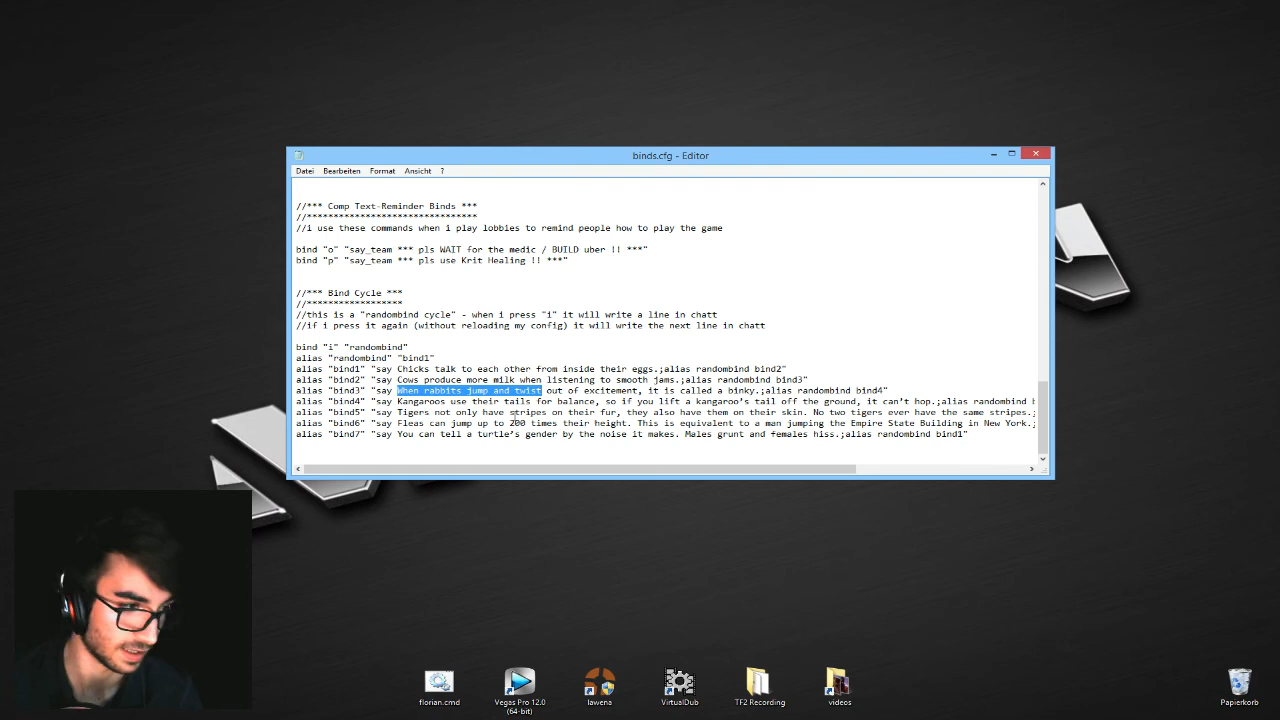 binds.cfg - Editor
Datei Bearbeiten Format Ansicht ?
//*** Comp Text-Reminder Binds ***
//********************************
//i use these commands when i play lobbies to remind people how to play the game
bind "o" "say_team *** pls WAIT for the medic / BUILD uber !! ***"
bind "p" "say_team *** pls use Krit Healing !! ***"
//*** Bind Cycle ***
//******************
//this is a "randombind cycle" - when i press "i" it will write a line in chatt
//if i press it again (without reloading my config) it will write the next line in chatt
bind "i" "randombind"
alias "randombind" "bind1"
alias "bind1" "say Chicks talk to each other from inside their eggs.;alias randombind bind2"
alias "bind2" "say Cows produce more milk when listening to smooth jams.;alias randombind bind3"
alias "bind3" "say When rabbits jump and twist out of excitement, it is called a binky.;alias randombind bind4"
alias "bind4" "say Kangaroos use their tails for balance, so if you lift a kangaroo’s tail off the ground, it can’t hop.;alias randombind b
alias "bind5" "say Tigers not only have stripes on their fur, they also have them on their skin. No two tigers ever have the same stripes.;
alias "bind6" "say Fleas can jump up to 200 times their height. This is equivalent to a man jumping the Empire State Building in New York.;
alias "bind7" "say You can tell a turtle’s gender by the noise it makes. Males grunt and females hiss.;alias randombind bind1"
florian.cmd
Vegas Pro 12.0 (64-bit)
lawena
VirtualDub
TF2 Recording
videos
Papierkorb